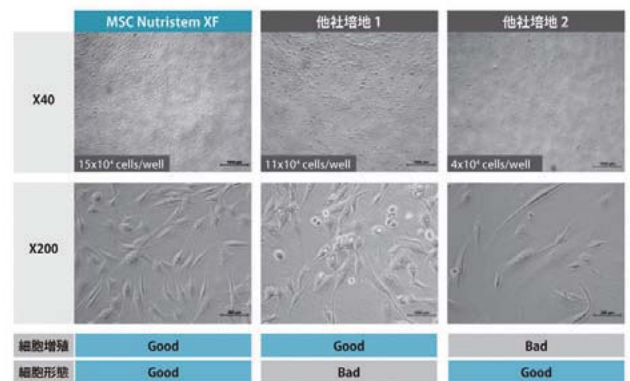 MSC Nutristem XF
他社培地 1
他社培地 2
X40
15x10⁴ cells/well
11x10⁴ cells/well
4x10⁴ cells/well
X200
細胞増殖
Good
Good
Bad
細胞形態
Good
Bad
Good